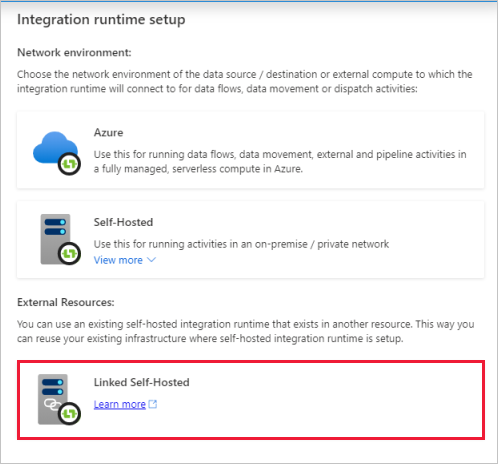 Integration runtime setup
Network environment:
Choose the network environment of the data source / destination or external compute to which the
integration runtime will connect to for data flows, data movement or dispatch activities:
Azure
Use this for running data flows, data movement, external and pipeline activities in
a fully managed, serverless compute in Azure.
Self-Hosted
Use this for running activities in an on-premise / private network
View more
External Resources:
You can use an existing self-hosted integration runtime that exists in another resource. This way you
can reuse your existing infrastructure where self-hosted integration runtime is setup.
Linked Self-Hosted
Learn more